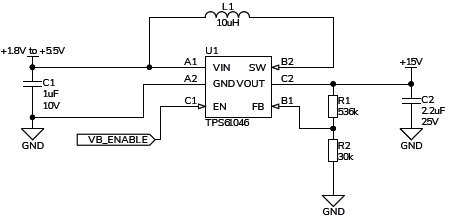 L1
10uH
+1.8V to +5.5V
U1
+15V
A1 VIN SW B2
A2 GND VOUT C2
C1 EN FB B1
TPS61046
C1
1uF
10V
R1
536k
C2
2.2uF
25V
VB_ENABLE
R2
30k
GND
GND
GND